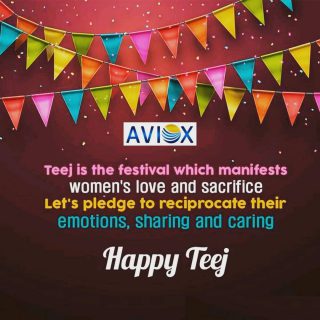 AVIOX
Teej is the festival which manifests
women's love and sacrifice
Let's pledge to reciprocate their
emotions, sharing and caring
Happy Teej